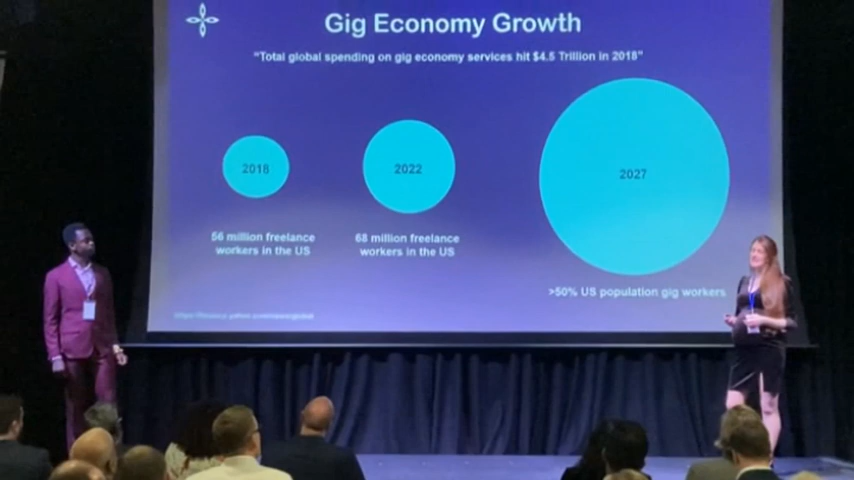 Gig Economy Growth
“Total global spending on gig economy services hit $4.5 Trillion in 2018”
2018
2022
2027
56 million freelance
workers in the US
68 million freelance
workers in the US
>50% US population gig workers